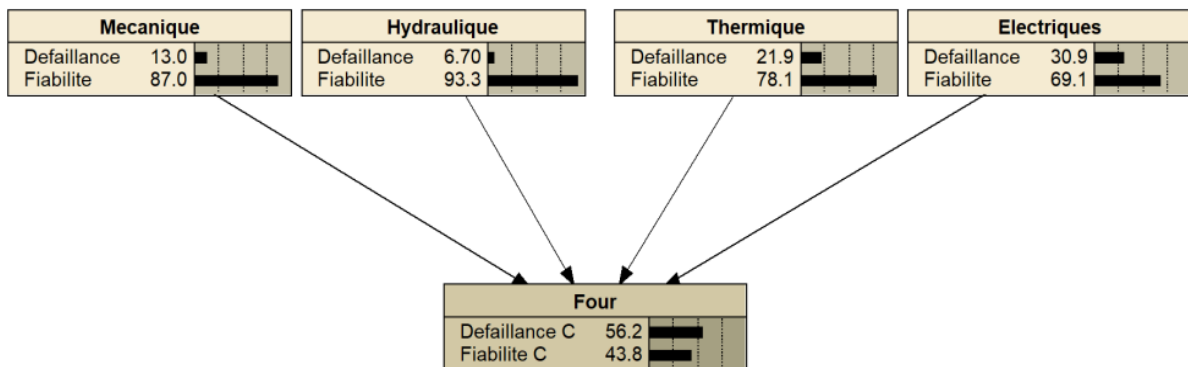 Mecanique
Defaillance 13.0
Fiabilite 87.0
Hydraulique
Defaillance 6.70
Fiabilite 93.3
Thermique
Defaillance 21.9
Fiabilite 78.1
Electriques
Defaillance 30.9
Fiabilite 69.1
Four
Defaillance C 56.2
Fiabilite C 43.8